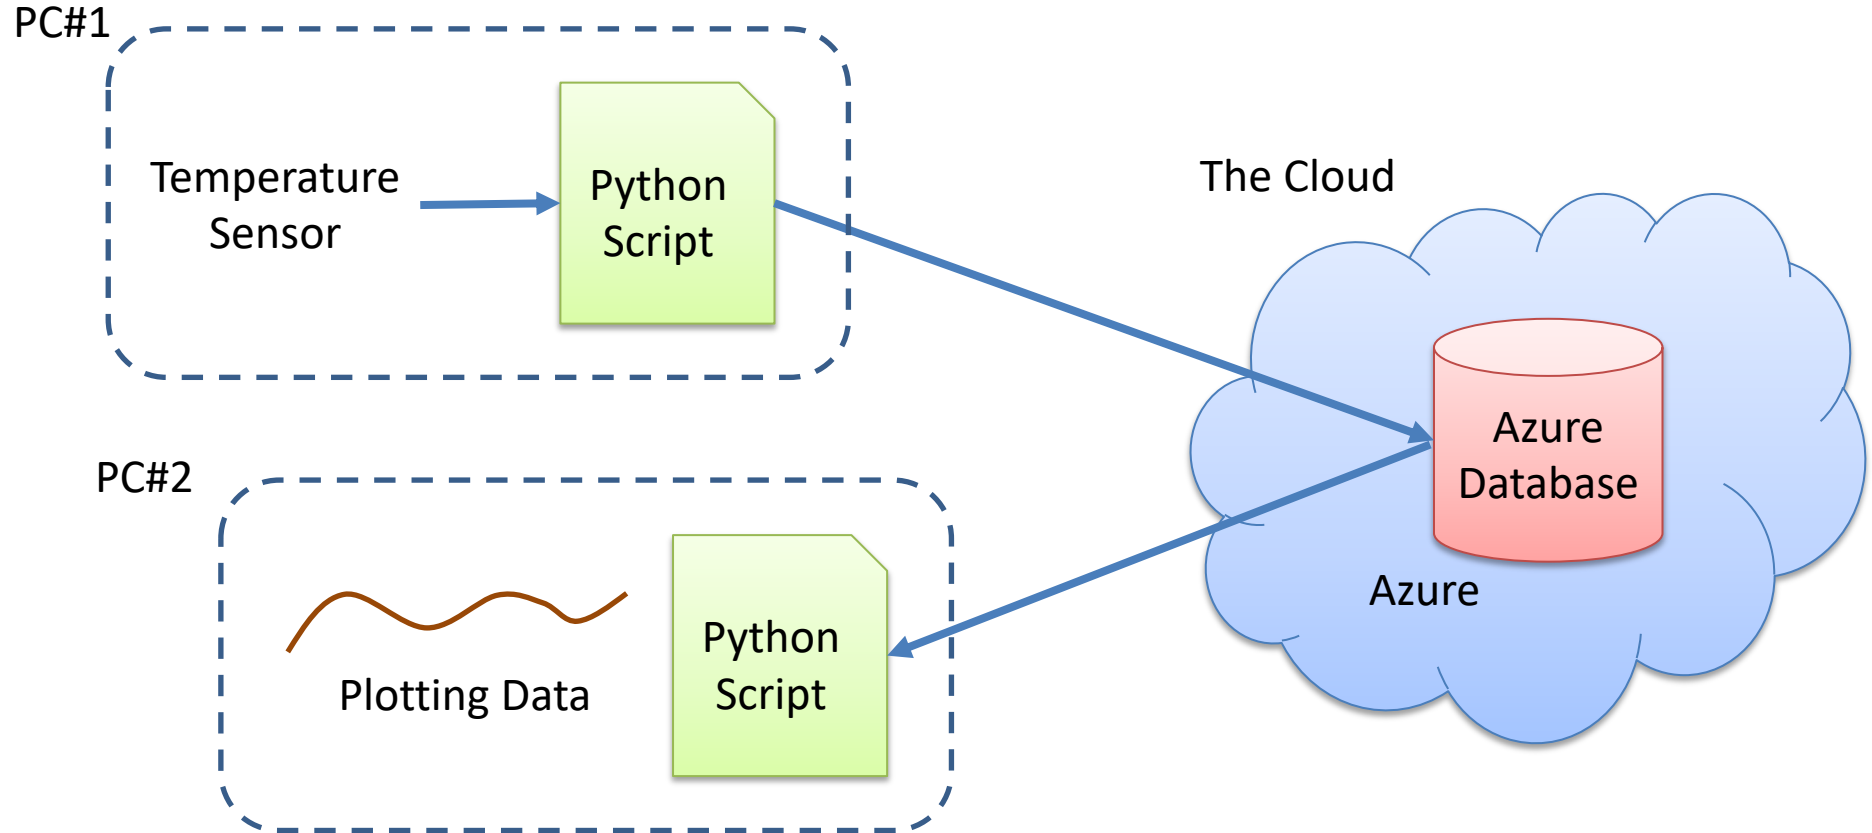 PC#1
Temperature
Sensor
Python
Script
The Cloud
Azure
Database
Azure
PC#2
Plotting Data
Python
Script